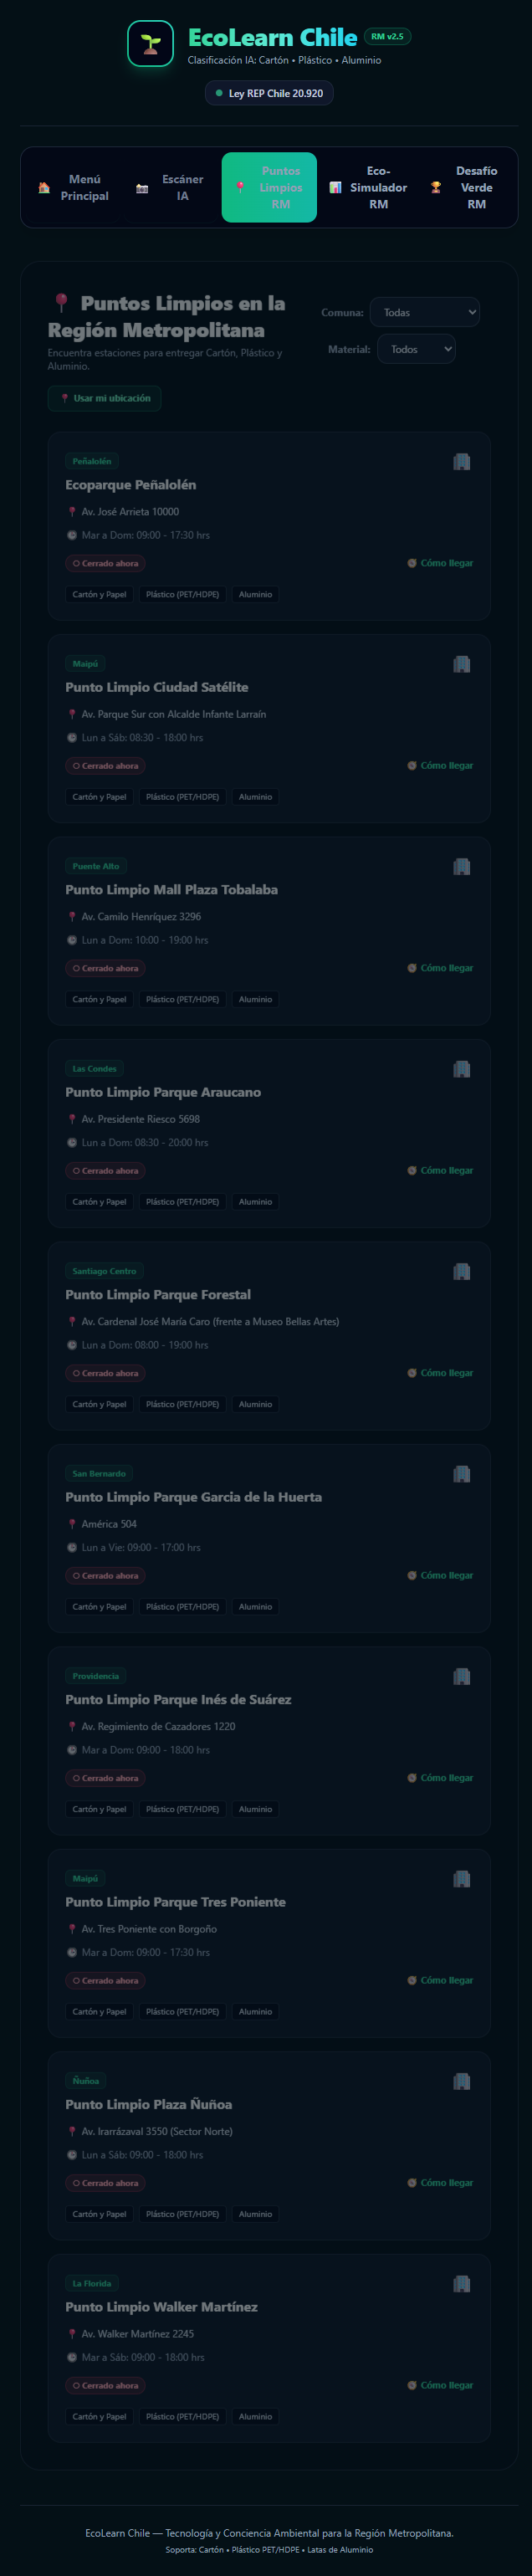 EcoLearn Chile RM v2.5
Clasificación IA: Cartón • Plástico • Aluminio
Ley REP Chile 20.920
Menú Principal
Escáner IA
Puntos Limpios RM
Eco-Simulador RM
Desafío Verde RM
Puntos Limpios en la
Región Metropolitana
Encuentra estaciones para entregar Cartón, Plástico y
Aluminio.
Comuna: Todas
Material: Todos
Usar mi ubicación
Peñalolén
Ecoparque Peñalolén
Av. José Arrieta 10000
Mar a Dom: 09:00 - 17:30 hrs
Cerrado ahora Cómo llegar
Cartón y Papel Plástico (PET/HDPE) Aluminio
Maipú
Punto Limpio Ciudad Satélite
Av. Parque Sur con Alcalde Infante Larraín
Lun a Sáb: 08:30 - 18:00 hrs
Cerrado ahora Cómo llegar
Cartón y Papel Plástico (PET/HDPE) Aluminio
Puente Alto
Punto Limpio Mall Plaza Tobalaba
Av. Camilo Henríquez 3296
Lun a Dom: 10:00 - 19:00 hrs
Cerrado ahora Cómo llegar
Cartón y Papel Plástico (PET/HDPE) Aluminio
Las Condes
Punto Limpio Parque Araucano
Av. Presidente Riesco 5698
Lun a Dom: 08:30 - 20:00 hrs
Cerrado ahora Cómo llegar
Cartón y Papel Plástico (PET/HDPE) Aluminio
Santiago Centro
Punto Limpio Parque Forestal
Av. Cardenal José María Caro (frente a Museo Bellas Artes)
Lun a Dom: 08:00 - 19:00 hrs
Cerrado ahora Cómo llegar
Cartón y Papel Plástico (PET/HDPE) Aluminio
San Bernardo
Punto Limpio Parque Garcia de la Huerta
América 504
Lun a Vie: 09:00 - 17:00 hrs
Cerrado ahora Cómo llegar
Cartón y Papel Plástico (PET/HDPE) Aluminio
Providencia
Punto Limpio Parque Inés de Suárez
Av. Regimiento de Cazadores 1220
Mar a Dom: 09:00 - 18:00 hrs
Cerrado ahora Cómo llegar
Cartón y Papel Plástico (PET/HDPE) Aluminio
Maipú
Punto Limpio Parque Tres Poniente
Av. Tres Poniente con Borgoño
Mar a Dom: 09:00 - 17:30 hrs
Cerrado ahora Cómo llegar
Cartón y Papel Plástico (PET/HDPE) Aluminio
Ñuñoa
Punto Limpio Plaza Ñuñoa
Av. Irarrázaval 3550 (Sector Norte)
Lun a Sáb: 09:00 - 18:00 hrs
Cerrado ahora Cómo llegar
Cartón y Papel Plástico (PET/HDPE) Aluminio
La Florida
Punto Limpio Walker Martínez
Av. Walker Martínez 2245
Mar a Sáb: 09:00 - 18:00 hrs
Cerrado ahora Cómo llegar
Cartón y Papel Plástico (PET/HDPE) Aluminio
EcoLearn Chile — Tecnología y Conciencia Ambiental para la Región Metropolitana.
Soporta: Cartón • Plástico PET/HDPE • Latas de Aluminio